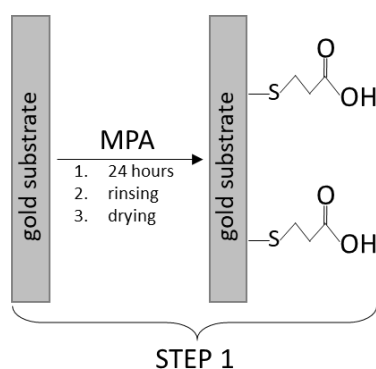 gold substrate
MPA
1. 24 hours
2. rinsing
3. drying
gold substrate
S
O
OH
S
O
OH
STEP 1